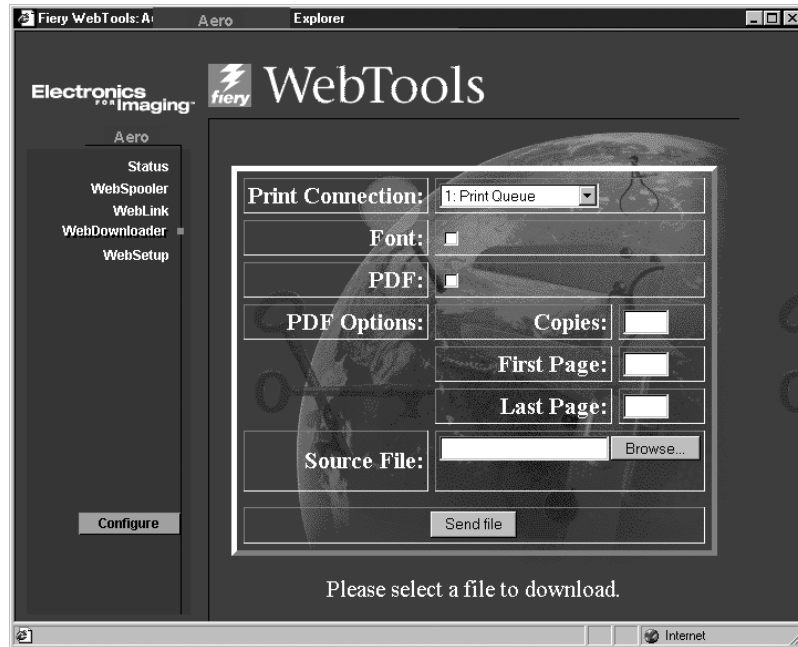 Fiery WebTools: A
Aero
Explorer
Electronics
FOR Imaging
fiery
WebTools
Aero
Status
WebSpooler
WebLink
WebDownloader
WebSetup
Configure
Print Connection:
1: Print Queue
Font:
PDF:
PDF Options:
Copies:
First Page:
Last Page:
Source File:
Browse...
Send file
Please select a file to download.
Internet